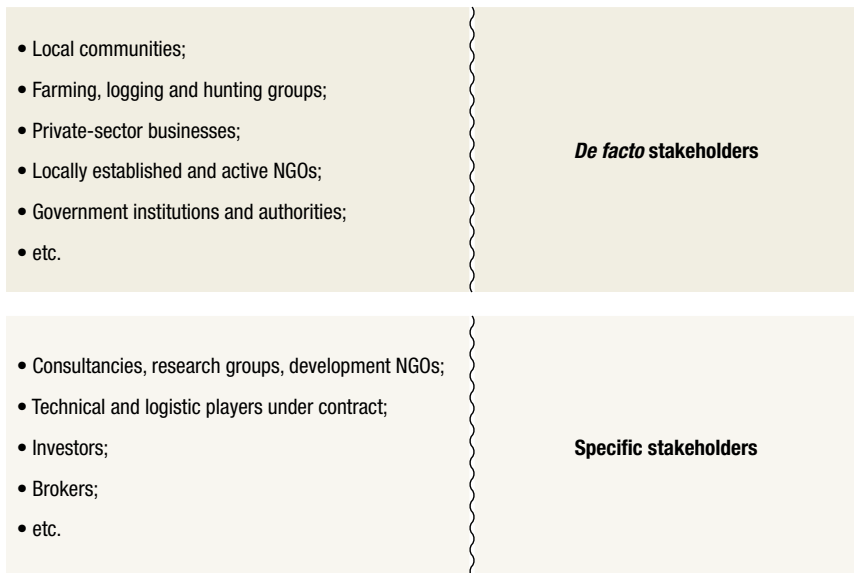 • Local communities;
• Farming, logging and hunting groups;
• Private-sector businesses;
• Locally established and active NGOs;
• Government institutions and authorities;
• etc.
De facto stakeholders
• Consultancies, research groups, development NGOs;
• Technical and logistic players under contract;
• Investors;
• Brokers;
• etc.
Specific stakeholders